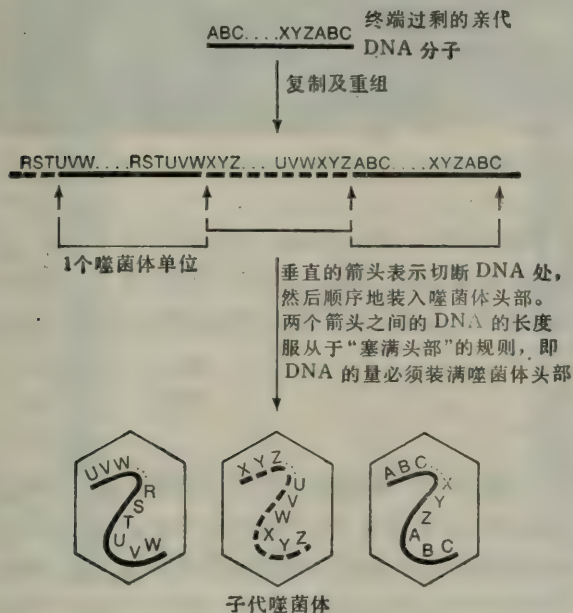 ABC....XYZABC
终端过剩的亲代
DNA 分子
复制及重组
RSTUVW....RSTUVWXYZ...UVWXYZABC....XYZABC
1个噬菌体单位
垂直的箭头表示切断 DNA 处，
然后顺序地装入噬菌体头部。
两个箭头之间的 DNA 的长度
服从于“塞满头部”的规则，即
DNA 的量必须装满噬菌体头部
UVW...RSTUVW
XYZ...UVWXYZ
ABC...XYZABC
子代噬菌体